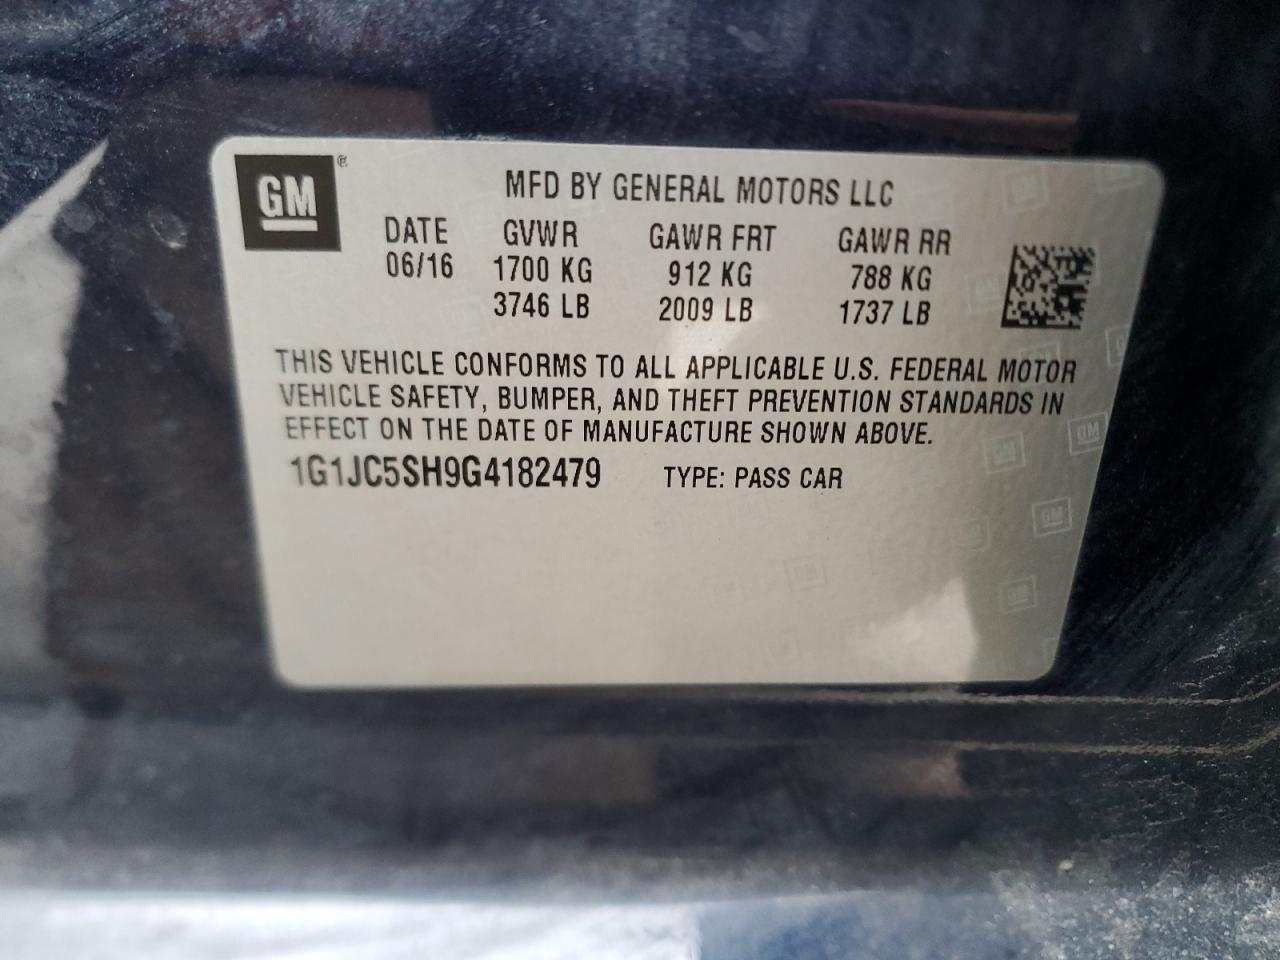 GM®
MFD BY GENERAL MOTORS LLC
DATE GVWR GAWR FRT GAWR RR
06/16 1700 KG 912 KG 788 KG
3746 LB 2009 LB 1737 LB
THIS VEHICLE CONFORMS TO ALL APPLICABLE U.S. FEDERAL MOTOR
VEHICLE SAFETY, BUMPER, AND THEFT PREVENTION STANDARDS IN
EFFECT ON THE DATE OF MANUFACTURE SHOWN ABOVE.
1G1JC5SH9G4182479 TYPE: PASS CAR